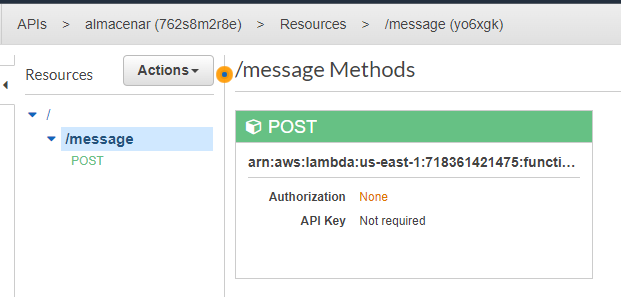 APIs > almacenar (762s8m2r8e) > Resources > /message (yo6xgk)
Resources
Actions
/message Methods
/
/message
POST
POST
arn:aws:lambda:us-east-1:718361421475:functi...
Authorization None
API Key Not required